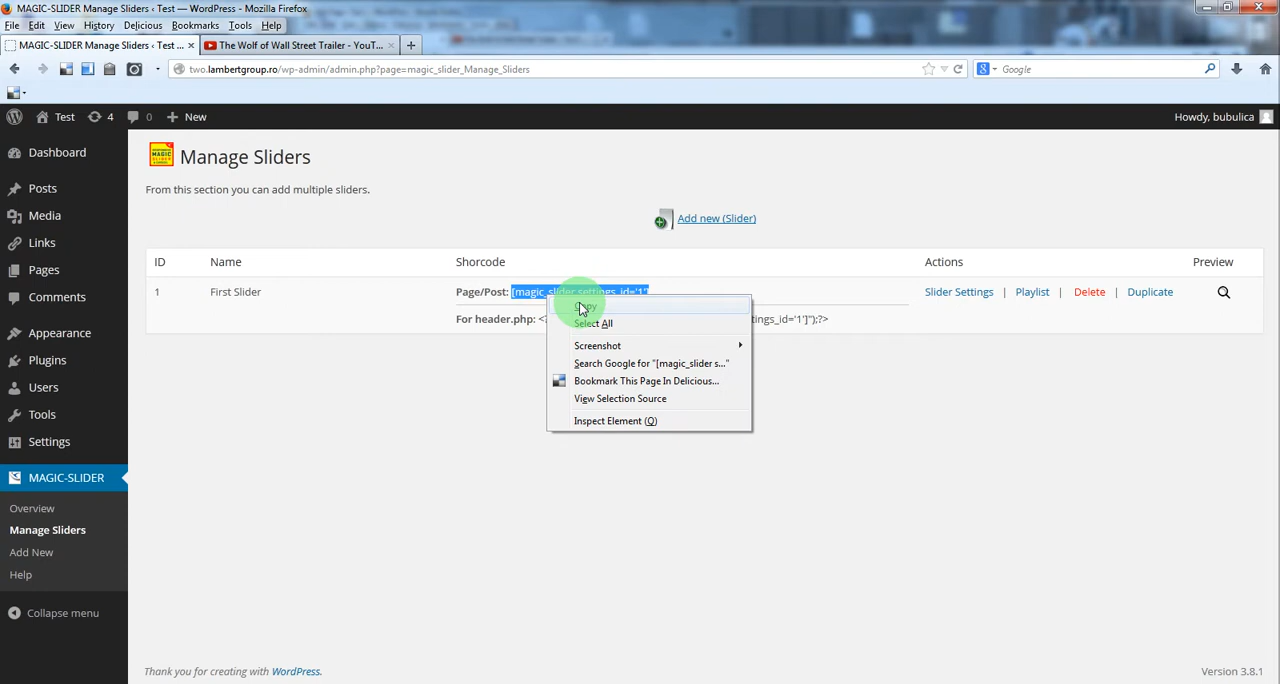 MAGIC-SLIDER Manage Sliders ‹ Test — WordPress - Mozilla Firefox
File Edit View History Delicious Bookmarks Tools Help
MAGIC-SLIDER Manage Sliders ‹ Test ... × The Wolf of Wall Street Trailer - YouT... × +
two.lambertgroup.ro/wp-admin/admin.php?page=magic_slider_Manage_Sliders Google
Test 4 0 + New Howdy, bubulica
Dashboard
Posts
Media
Links
Pages
Comments
Appearance
Plugins
Users
Tools
Settings
MAGIC-SLIDER
Overview
Manage Sliders
Add New
Help
Collapse menu
Manage Sliders
From this section you can add multiple sliders.
Add new (Slider)
ID Name Shorcode Actions Preview
1 First Slider Page/Post: [magic_slider settings_id='1'] Slider Settings | Playlist | Delete | Duplicate
For header.php: <? ings_id='1']");?>
Copy
Select All
Screenshot
Search Google for "[magic_slider s..."
Bookmark This Page In Delicious...
View Selection Source
Inspect Element (Q)
Thank you for creating with WordPress. Version 3.8.1